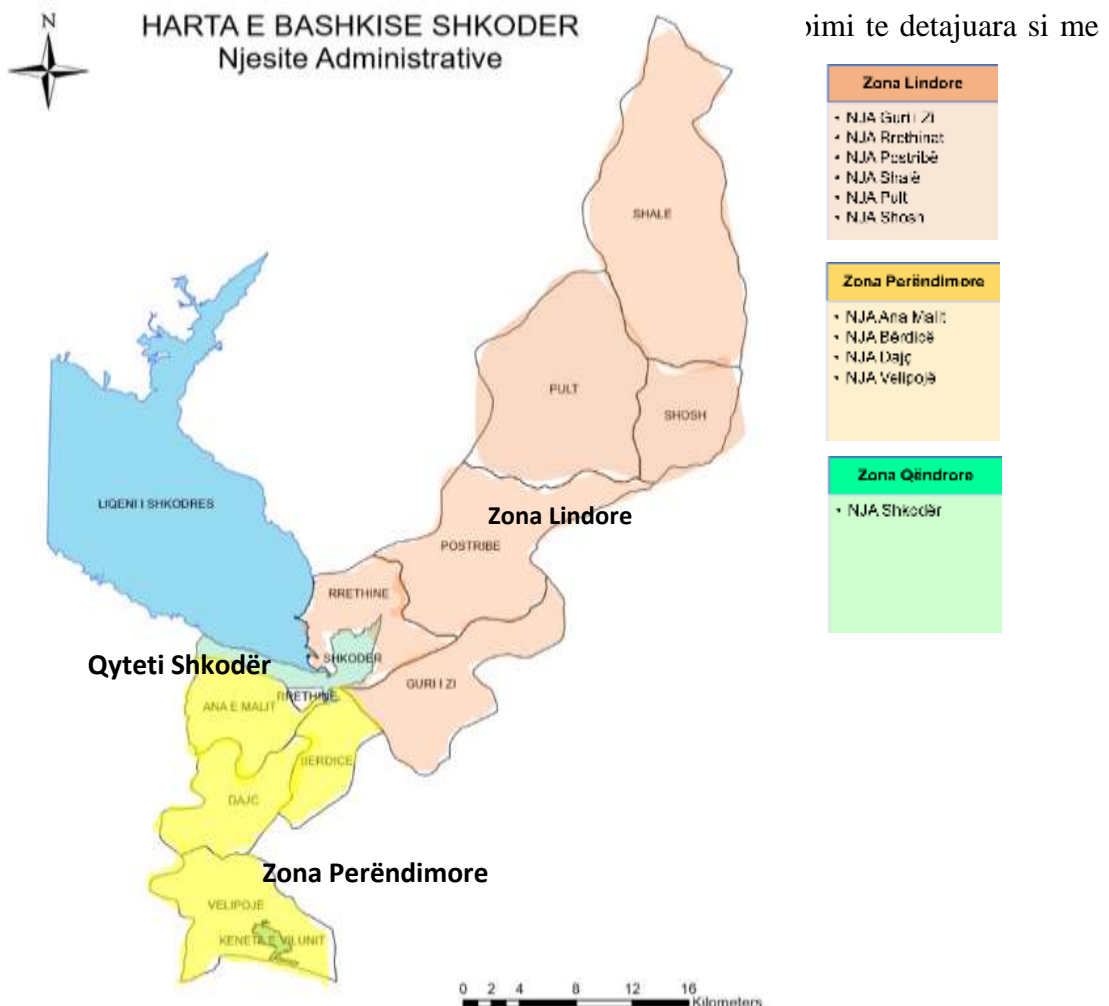 N
HARTA E BASHKISE SHKODER
Njesite Administrative
te detajuara si me
Zona Lindore
• NJA Guri i Zi
• NJA Rrethinat
• NJA Postribë
• NJA Shalë
• NJA Pult
• NJA Shosh
Zona Perëndimore
• NJA Ana Malit
• NJA Bërdicë
• NJA Dajç
• NJA Velipojë
Zona Qëndrore
• NJA Shkodër
SHALE
PULT
SHOSH
LIQENI I SHKODRES
Zona Lindore
POSTRIBE
RRETHINE
Qyteti Shkodër
SHKODER
GURI I ZI
RRETHINE
ANA E MALIT
BERDICE
DAJC
Zona Perëndimore
VELIPOJE
KENETA E VILUNIT
0 2 4 8 12 16
Kilometers